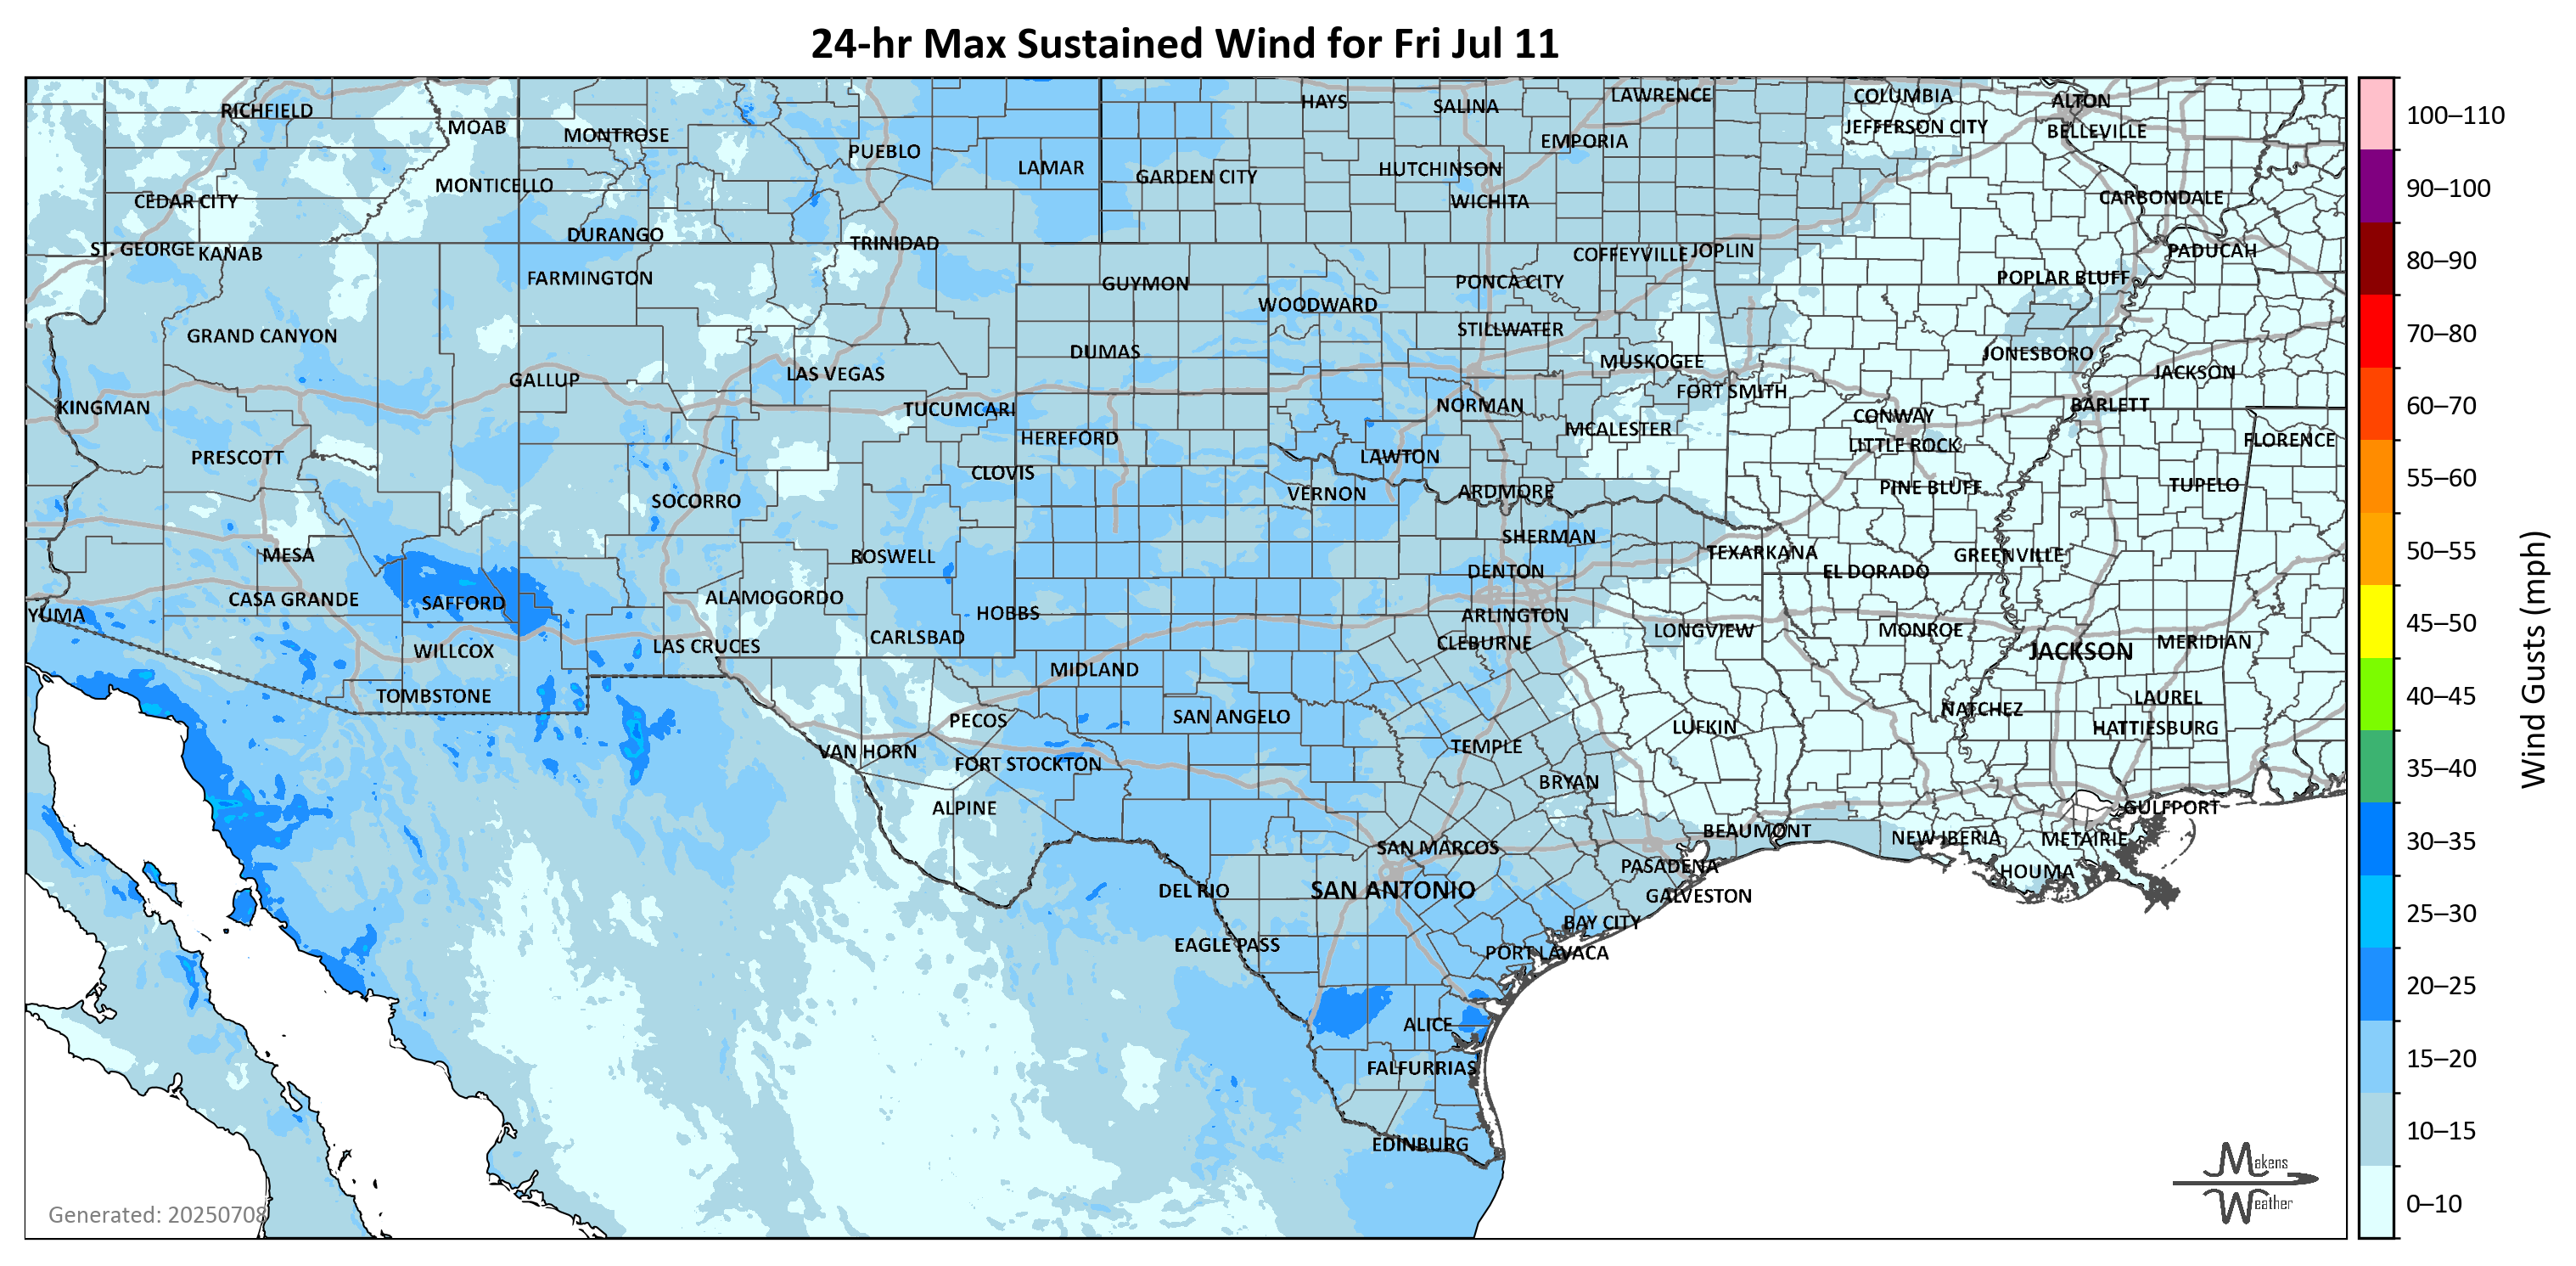 24-hr Max Sustained Wind for Fri Jul 11
RICHFIELD
MOAB
MONTROSE
PUEBLO
LAMAR
HAYS
SALINA
LAWRENCE
COLUMBIA
ALTON
JEFFERSON CITY
BELLEVILLE
EMPORIA
GARDEN CITY
HUTCHINSON
WICHITA
CARBONDALE
CEDAR CITY
MONTICELLO
DURANGO
TRINIDAD
ST. GEORGE
KANAB
FARMINGTON
GUYMON
WOODWARD
PONCA CITY
COFFEYVILLE
JOPLIN
POPLAR BLUFF
PADUCAH
GRAND CANYON
DUMAS
STILLWATER
MUSKOGEE
JONESBORO
JACKSON
GALLUP
LAS VEGAS
KINGMAN
TUCUMCARI
NORMAN
FORT SMITH
CONWAY
BARLETT
HEREFORD
MCALESTER
LITTLE ROCK
FLORENCE
PRESCOTT
CLOVIS
LAWTON
SOCORRO
VERNON
ARDMORE
PINE BLUFF
TUPELO
MESA
ROSWELL
SHERMAN
TEXARKANA
GREENVILLE
DENTON
EL DORADO
CASA GRANDE
SAFFORD
ALAMOGORDO
HOBBS
ARLINGTON
YUMA
CARLSBAD
CLEBURNE
LONGVIEW
MONROE
JACKSON
MERIDIAN
WILLCOX
LAS CRUCES
MIDLAND
TOMBSTONE
PECOS
SAN ANGELO
NATCHEZ
LAUREL
HATTIESBURG
VAN HORN
FORT STOCKTON
TEMPLE
LUFKIN
BRYAN
ALPINE
GULFPORT
BEAUMONT
NEW IBERIA
METAIRIE
SAN MARCOS
PASADENA
HOUMA
DEL RIO
SAN ANTONIO
GALVESTON
BAY CITY
EAGLE PASS
PORT LAVACA
ALICE
FALFURRIAS
EDINBURG
Generated: 20250708
Makens
Weather
100–110
90–100
80–90
70–80
60–70
55–60
50–55
45–50
40–45
35–40
30–35
25–30
20–25
15–20
10–15
0–10
Wind Gusts (mph)